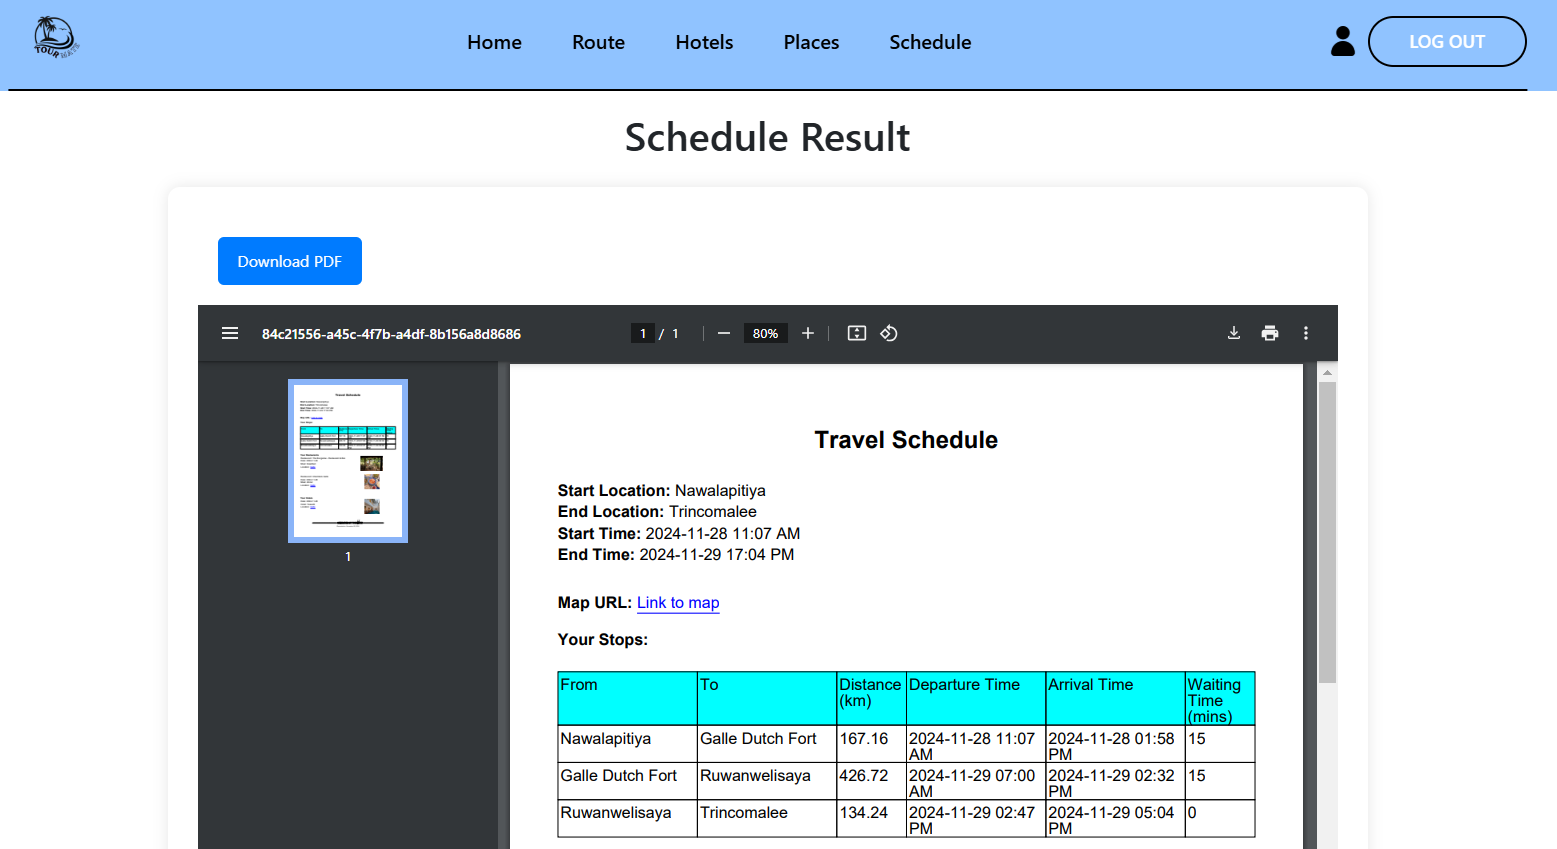 TOUR
Home Route Hotels Places Schedule LOG OUT
Schedule Result
Download PDF
84c21556-a45c-4f7b-a4df-8b156a8d8686 1 / 1 80%
1
Travel Schedule
Start Location: Nawalapitiya
End Location: Trincomalee
Start Time: 2024-11-28 11:07 AM
End Time: 2024-11-29 17:04 PM
Map URL: Link to map
Your Stops:
From To Distance (km) Departure Time Arrival Time Waiting Time (mins)
Nawalapitiya Galle Dutch Fort 167.16 2024-11-28 11:07 AM 2024-11-28 01:58 PM 15
Galle Dutch Fort Ruwanwelisaya 426.72 2024-11-29 07:00 AM 2024-11-29 02:32 PM 15
Ruwanwelisaya Trincomalee 134.24 2024-11-29 02:47 PM 2024-11-29 05:04 PM 0